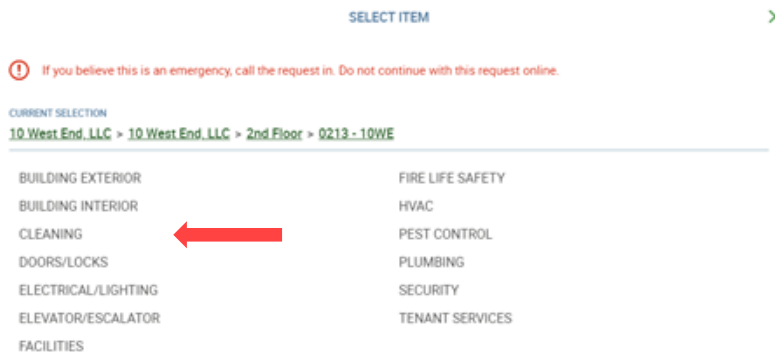 SELECT ITEM
If you believe this is an emergency, call the request in. Do not continue with this request online.
CURRENT SELECTION
10 West End, LLC > 10 West End, LLC > 2nd Floor > 0213 - 10WE
BUILDING EXTERIOR
BUILDING INTERIOR
CLEANING
DOORS/LOCKS
ELECTRICAL/LIGHTING
ELEVATOR/ESCALATOR
FACILITIES
FIRE LIFE SAFETY
HVAC
PEST CONTROL
PLUMBING
SECURITY
TENANT SERVICES